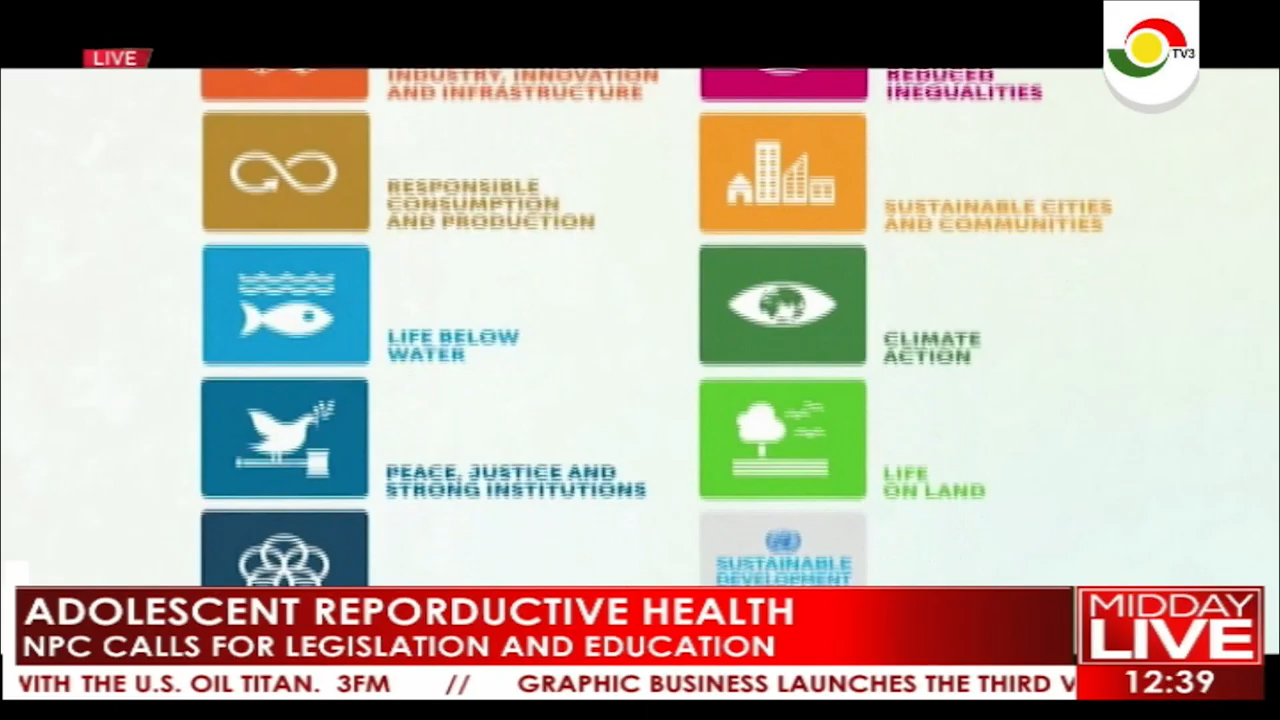 LIVE
TV3
INDUSTRY, INNOVATION
AND INFRASTRUCTURE
REDUCED
INEQUALITIES
RESPONSIBLE
CONSUMPTION
AND PRODUCTION
SUSTAINABLE CITIES
AND COMMUNITIES
LIFE BELOW
WATER
CLIMATE
ACTION
PEACE, JUSTICE AND
STRONG INSTITUTIONS
LIFE
ON LAND
SUSTAINABLE
DEVELOPMENT
ADOLESCENT REPORDUCTIVE HEALTH
NPC CALLS FOR LEGISLATION AND EDUCATION
MIDDAY
LIVE
VITH THE U.S. OIL TITAN. 3FM // GRAPHIC BUSINESS LAUNCHES THE THIRD V
12:39